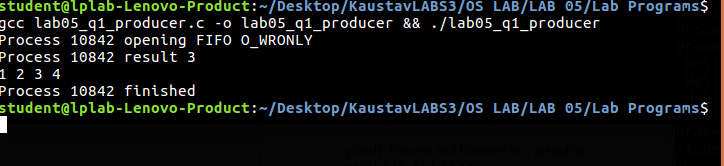 student@lplab-Lenovo-Product:~/Desktop/KaustavLABS3/OS LAB/LAB 05/Lab Programs$
gcc lab05_q1_producer.c -o lab05_q1_producer && ./lab05_q1_producer
Process 10842 opening FIFO O_WRONLY
Process 10842 result 3
1 2 3 4
Process 10842 finished
student@lplab-Lenovo-Product:~/Desktop/KaustavLABS3/OS LAB/LAB 05/Lab Programs$